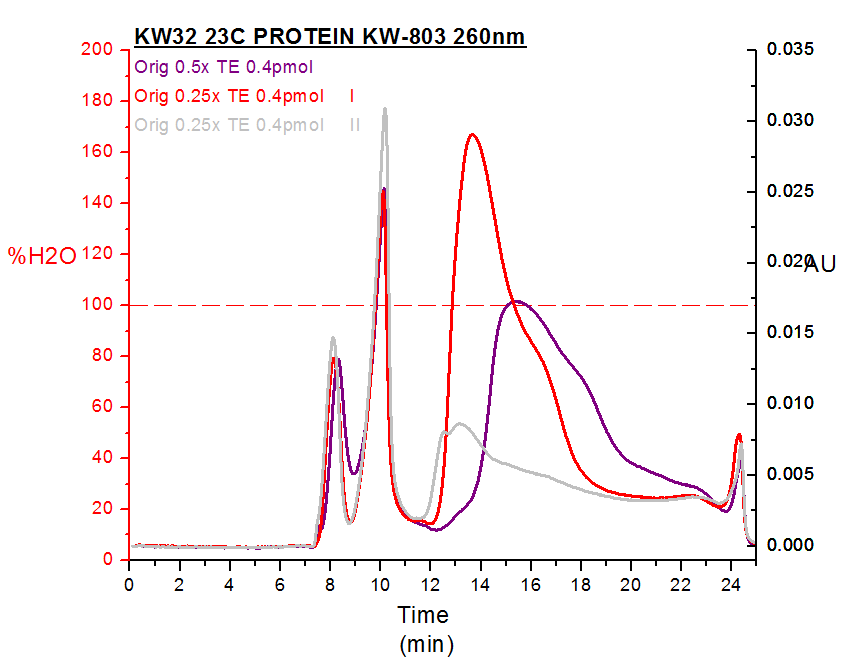 KW32 23C PROTEIN KW-803 260nm
Orig 0.5x TE 0.4pmol
Orig 0.25x TE 0.4pmol I
Orig 0.25x TE 0.4pmol II
200
180
160
140
120
100
80
60
40
20
0
%H2O
0.035
0.030
0.025
0.020
0.015
0.010
0.005
0.000
AU
0 2 4 6 8 10 12 14 16 18 20 22 24
Time
(min)